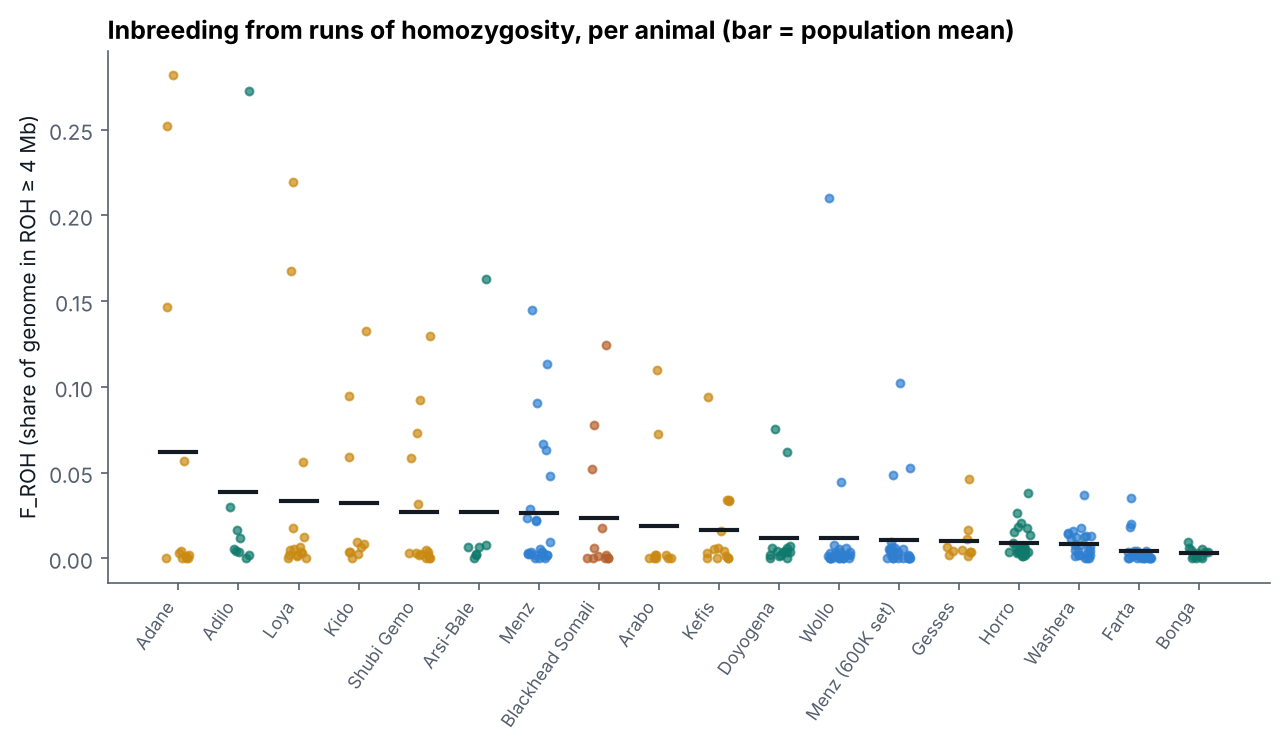 Inbreeding from runs of homozygosity, per animal (bar = population mean)
F_ROH (share of genome in ROH ≥ 4 Mb)
0.25
0.20
0.15
0.10
0.05
0.00
Adane
Adilo
Loya
Kido
Shubi Gemo
Arsi-Bale
Menz
Blackhead Somali
Arabo
Kefis
Doyogena
Wollo
Menz (600K set)
Gesses
Horro
Washera
Farta
Bonga